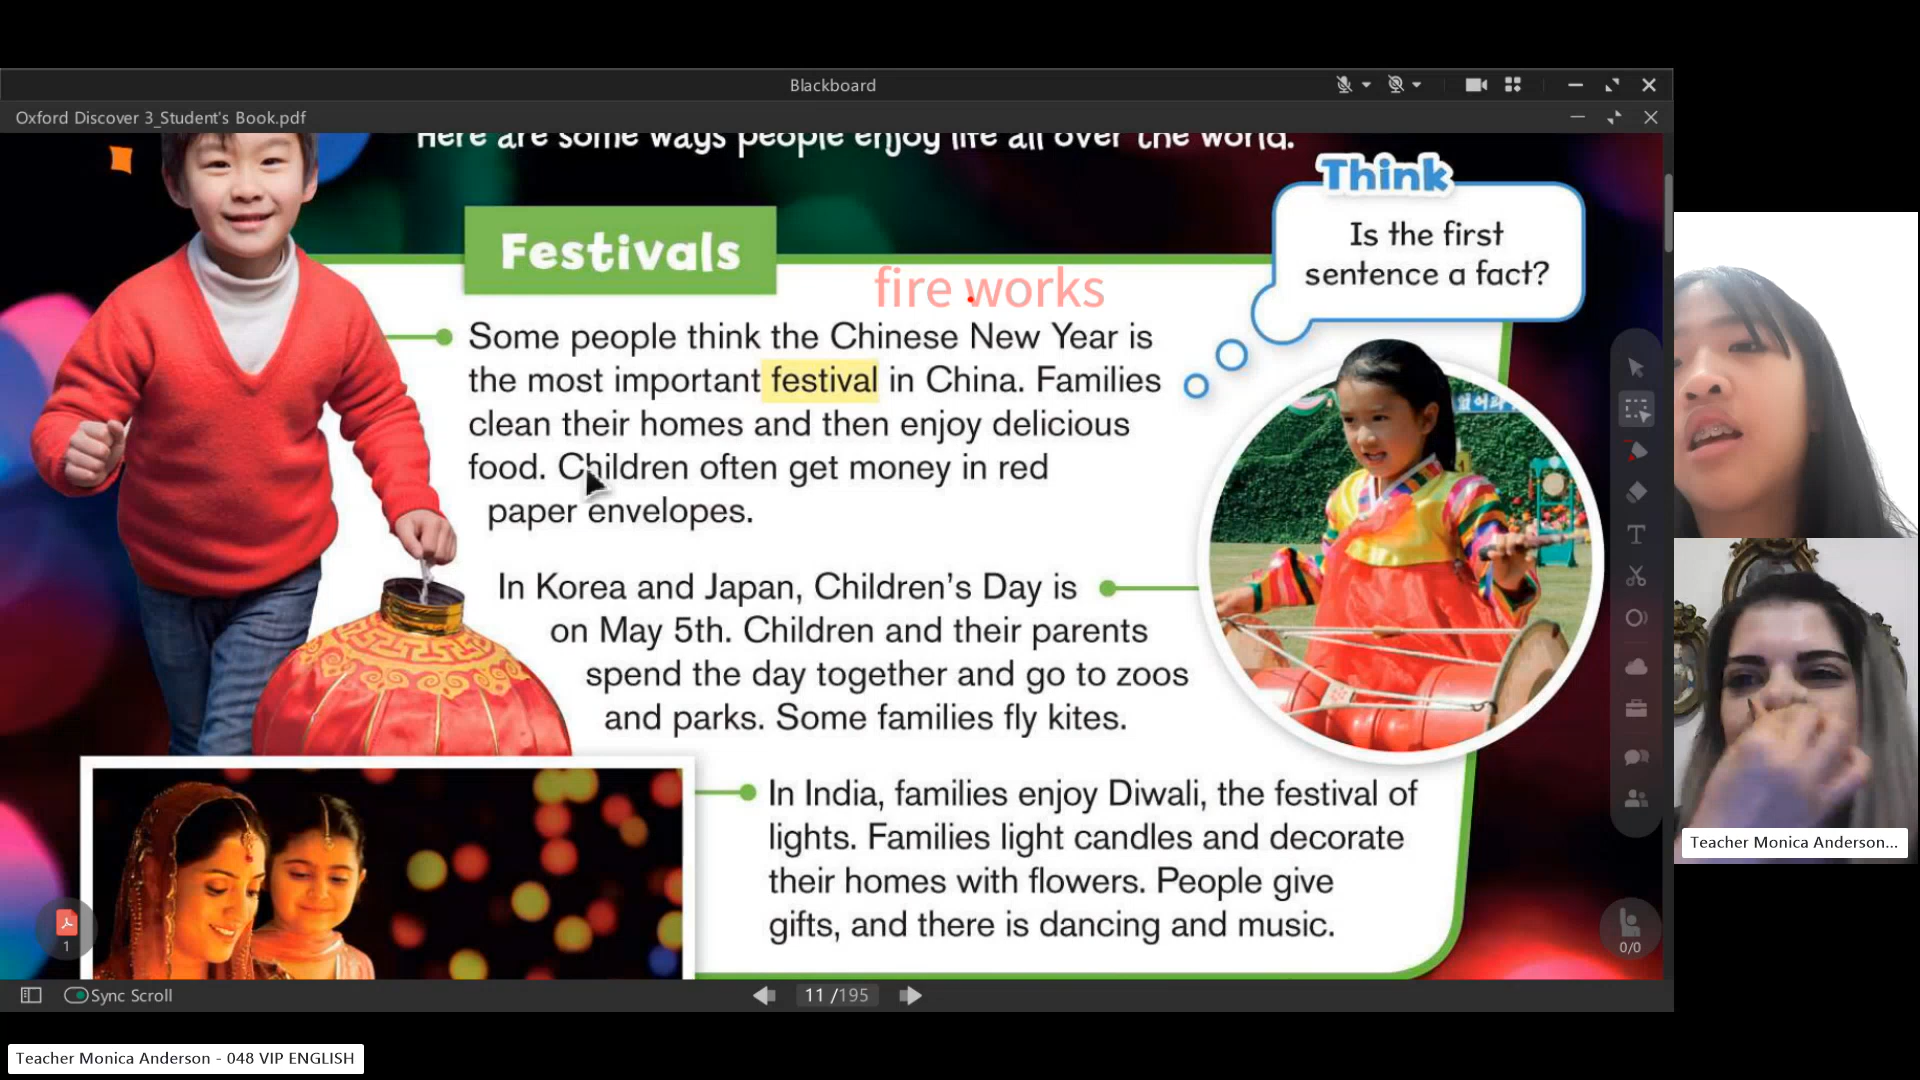 Blackboard
Oxford Discover 3_Student's Book.pdf
Here are some ways people enjoy life all over the world.
Think
Is the first
sentence a fact?
Festivals
fire works
Some people think the Chinese New Year is
the most important festival in China. Families
clean their homes and then enjoy delicious
food. Children often get money in red
paper envelopes.
In Korea and Japan, Children's Day is
on May 5th. Children and their parents
spend the day together and go to zoos
and parks. Some families fly kites.
In India, families enjoy Diwali, the festival of
lights. Families light candles and decorate
their homes with flowers. People give
gifts, and there is dancing and music.
T
1
0/0
Sync Scroll
11 /195
Teacher Monica Anderson...
Teacher Monica Anderson - 048 VIP ENGLISH